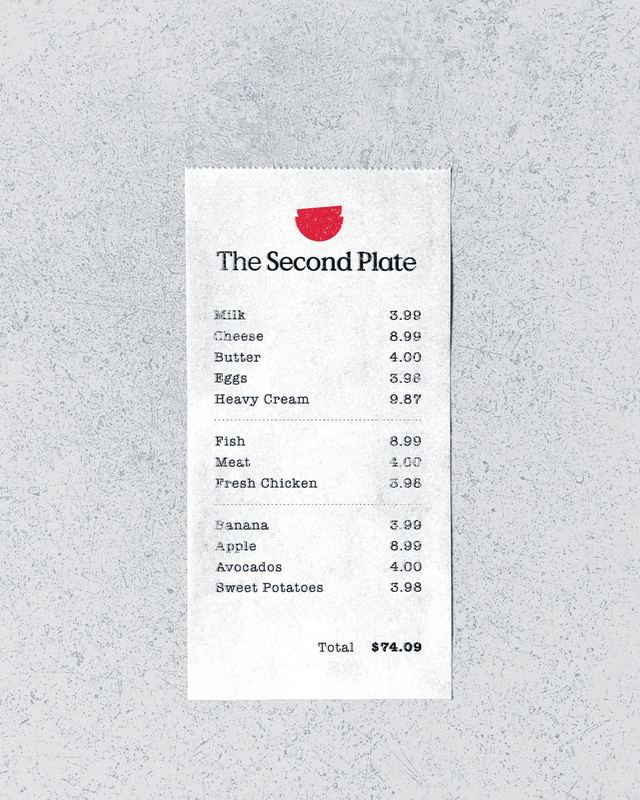 The Second Plate
Milk 3.99
Cheese 8.99
Butter 4.00
Eggs 3.98
Heavy Cream 9.87
Fish 8.99
Meat 4.00
Fresh Chicken 3.98
Banana 3.99
Apple 8.99
Avocados 4.00
Sweet Potatoes 3.98
Total $74.09